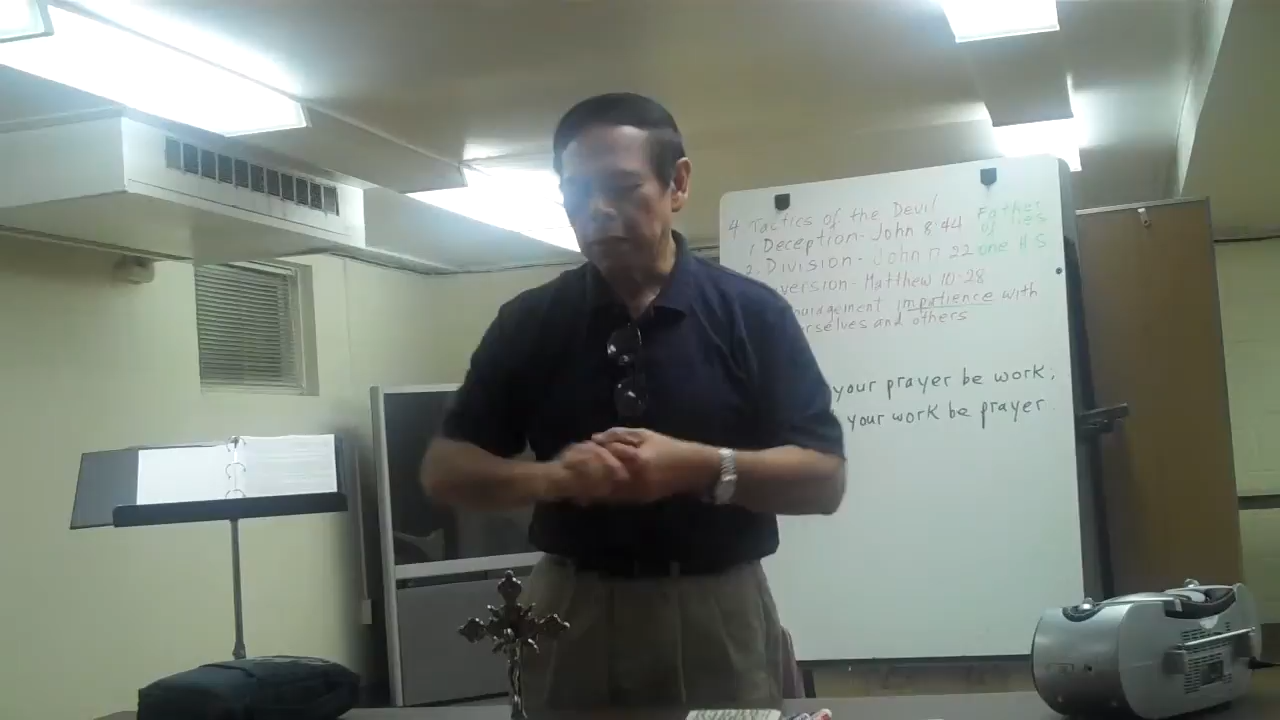 4 Tactics of the Devil
1. Deception - John 8:44 Father of lies
2. Division - John 17 22 one H S
version - Matthew 10-28
uragement impatience with
rselves and others
your prayer be work;
your work be prayer.